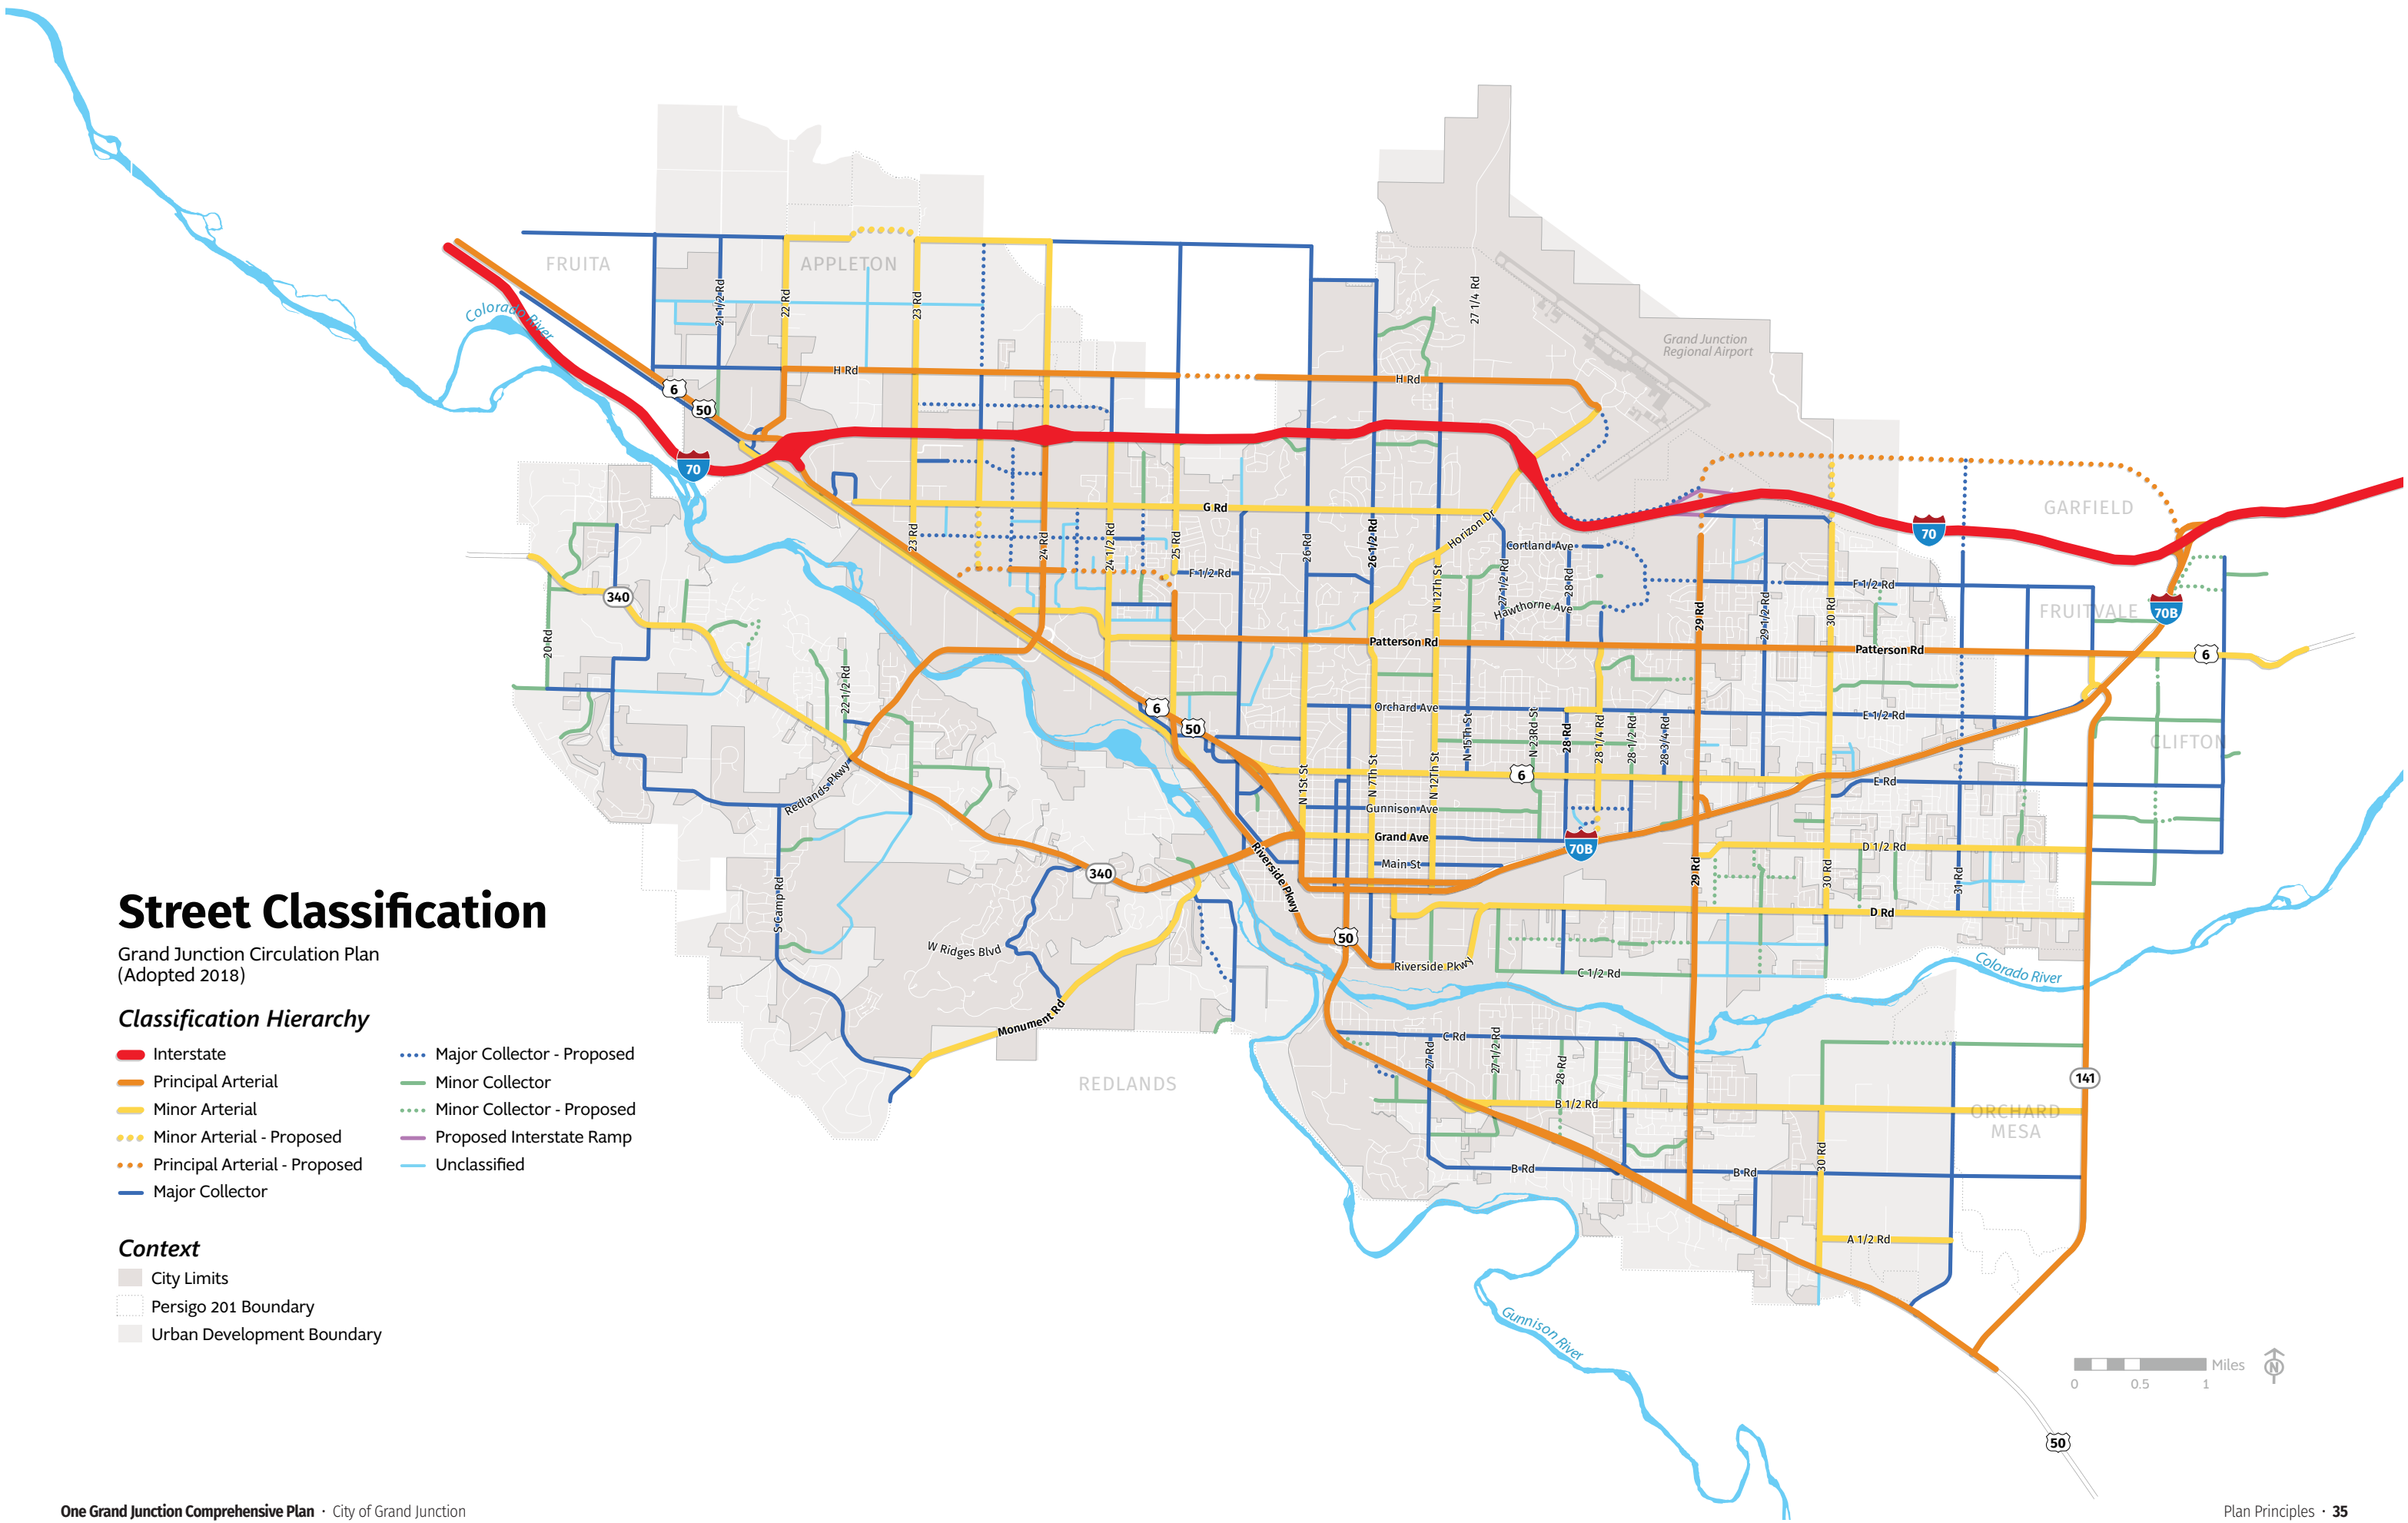 FRUITA
APPLETON
Colorado River
21 1/2 Rd
22 Rd
23 Rd
27 1/4 Rd
Grand Junction
Regional Airport
H Rd
H Rd
6
50
70
G Rd
Horizon Dr
GARFIELD
70
23 Rd
24 Rd
24 1/2 Rd
25 Rd
26 Rd
26 1/2 Rd
Cortland Ave
F 1/2 Rd
27 1/2 Rd
28 Rd
F 1/2 Rd
340
N 12Th St
Hawthorne Ave
29 Rd
29 1/2 Rd
30 Rd
FRUITVALE
70B
20 Rd
Patterson Rd
Patterson Rd
6
22 1/2 Rd
6
50
Orchard Ave
E 1/2 Rd
N 15Th St
N 23Rd St
28 Rd
28 1/4 Rd
28 1/2 Rd
28 3/4 Rd
CLIFTON
Redlands Pkwy
N 1St St
N 7Th St
N 12Th St
6
E Rd
Gunnison Ave
Grand Ave
70B
D 1/2 Rd
Riverside Pkwy
Main St
340
29 Rd
30 Rd
31 Rd
S Camp Rd
D Rd
W Ridges Blvd
50
Riverside Pkwy
C 1/2 Rd
Colorado River
Monument Rd
C Rd
27 Rd
27 1/2 Rd
28 Rd
141
REDLANDS
B 1/2 Rd
ORCHARD
MESA
B Rd
B Rd
30 Rd
A 1/2 Rd
Gunnison River
50
Street Classification
Grand Junction Circulation Plan
(Adopted 2018)
Classification Hierarchy
Interstate
Principal Arterial
Minor Arterial
Minor Arterial - Proposed
Principal Arterial - Proposed
Major Collector
Major Collector - Proposed
Minor Collector
Minor Collector - Proposed
Proposed Interstate Ramp
Unclassified
Context
City Limits
Persigo 201 Boundary
Urban Development Boundary
Miles
0 0.5 1
N
One Grand Junction Comprehensive Plan · City of Grand Junction
Plan Principles · 35